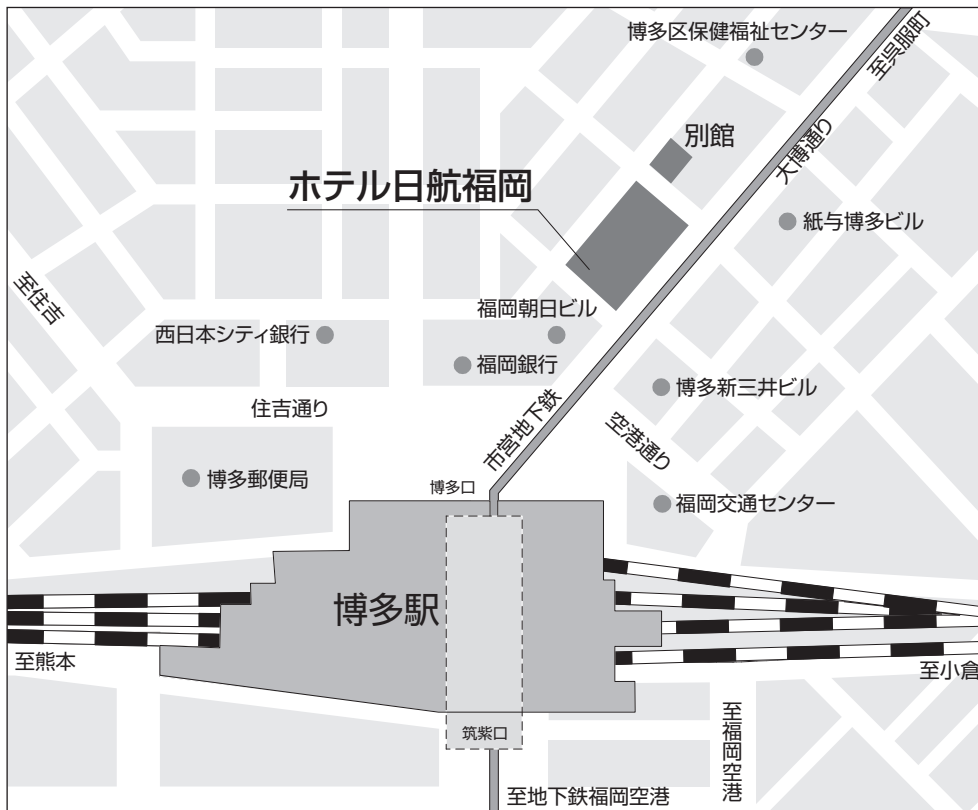 博多区保健福祉センター
至呉服町
別館
大博通り
ホテル日航福岡
紙与博多ビル
至住吉
福岡朝日ビル
西日本シティ銀行
福岡銀行
博多新三井ビル
住吉通り
市営地下鉄
空港通り
博多郵便局
博多口
福岡交通センター
博多駅
至熊本
至小倉
筑紫口
至福岡空港
至地下鉄福岡空港